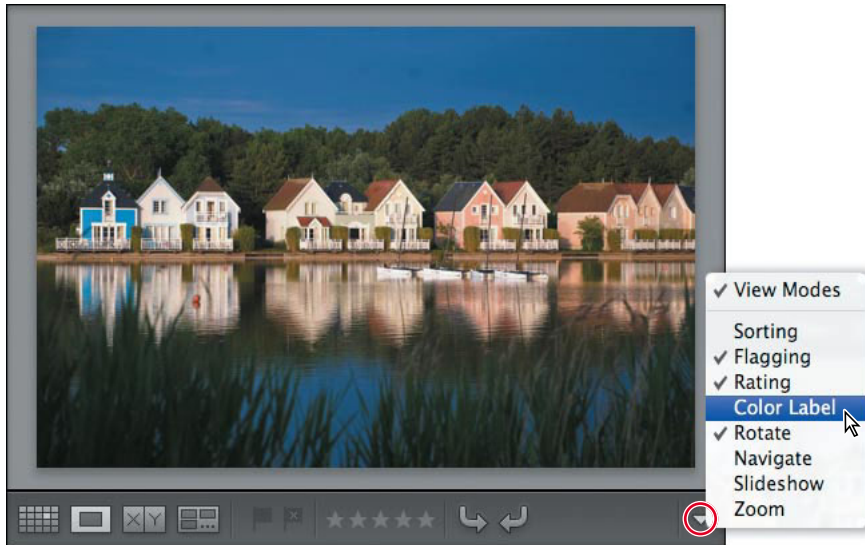 ✓ View Modes
Sorting
✓ Flagging
✓ Rating
Color Label
✓ Rotate
Navigate
Slideshow
Zoom
X Y